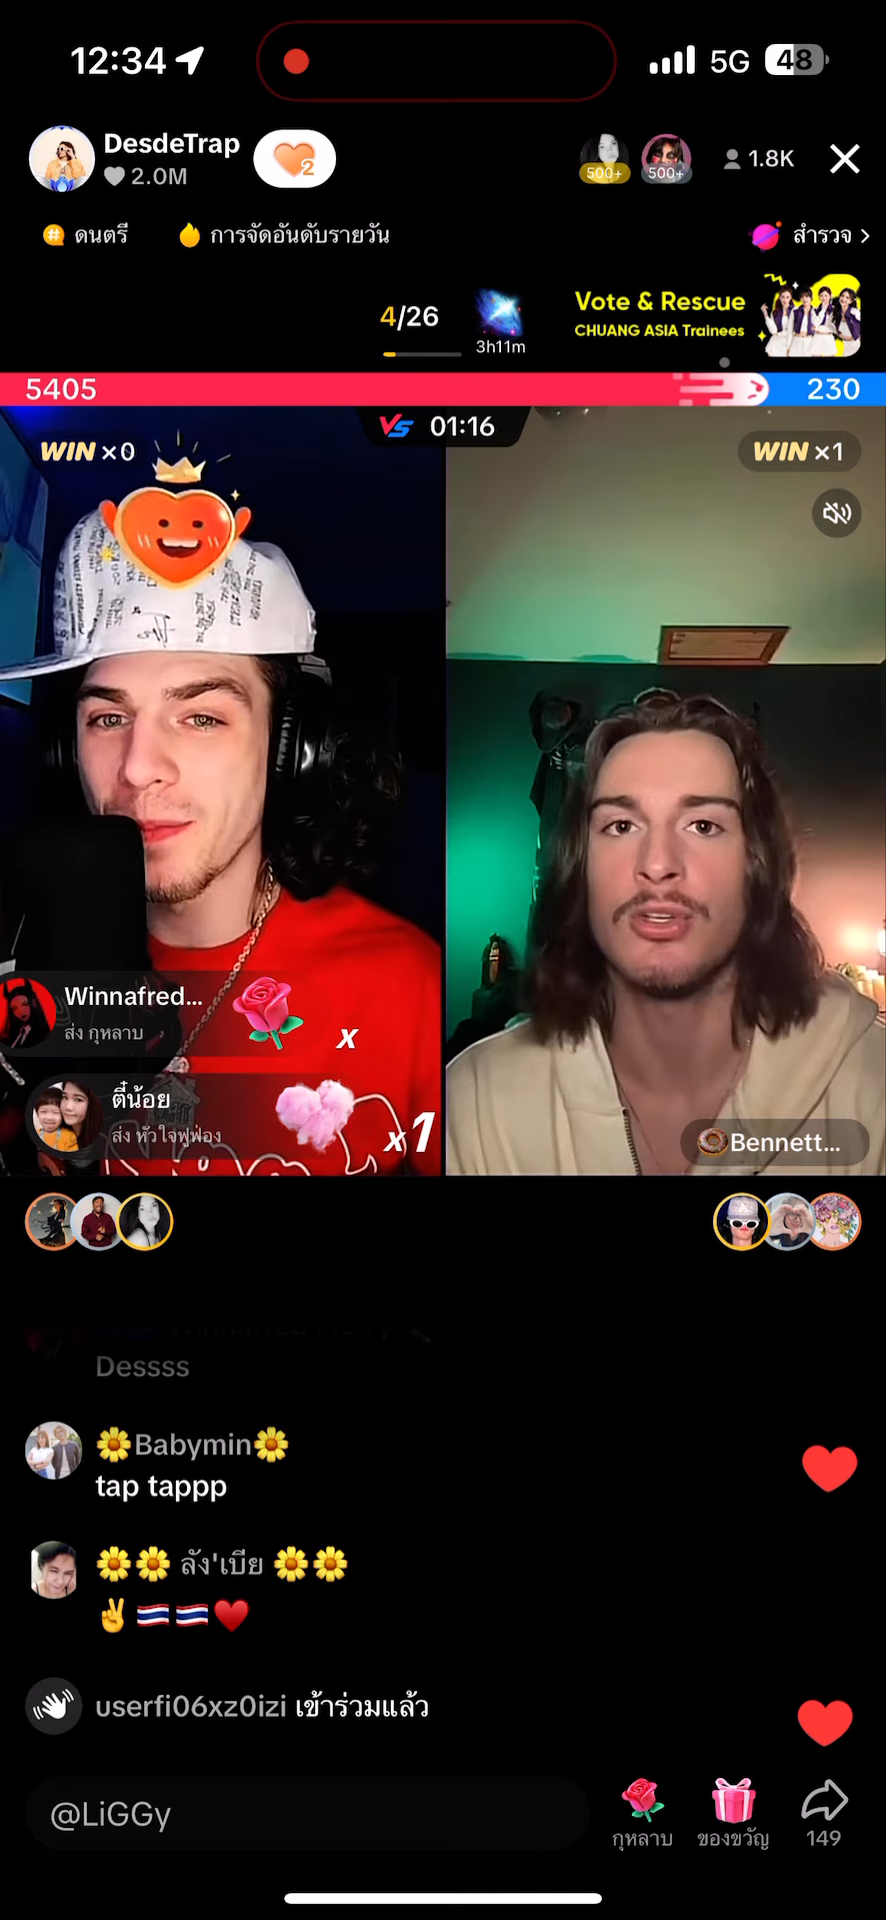 12:34
5G
48
DesdeTrap
2.0M
2
500+
500+
1.8K
ดนตรี
การจัดอันดับรายวัน
สำรวจ
4/26
3h11m
Vote & Rescue
CHUANG ASIA Trainees
5405
230
WIN x0
VS 01:16
WIN x1
Winnafred...
ส่ง กุหลาบ
x
ตี๋น้อย
ส่ง หัวใจฟูฟ่อง
x1
Bennett...
Dessss
🌼Babymin🌼
tap tappp
🌼🌼 ลัง'เบีย 🌼🌼
✌️🇹🇭🇹🇭♥️
userfi06xz0izi เข้าร่วมแล้ว
@LiGGy
กุหลาบ
ของขวัญ
149